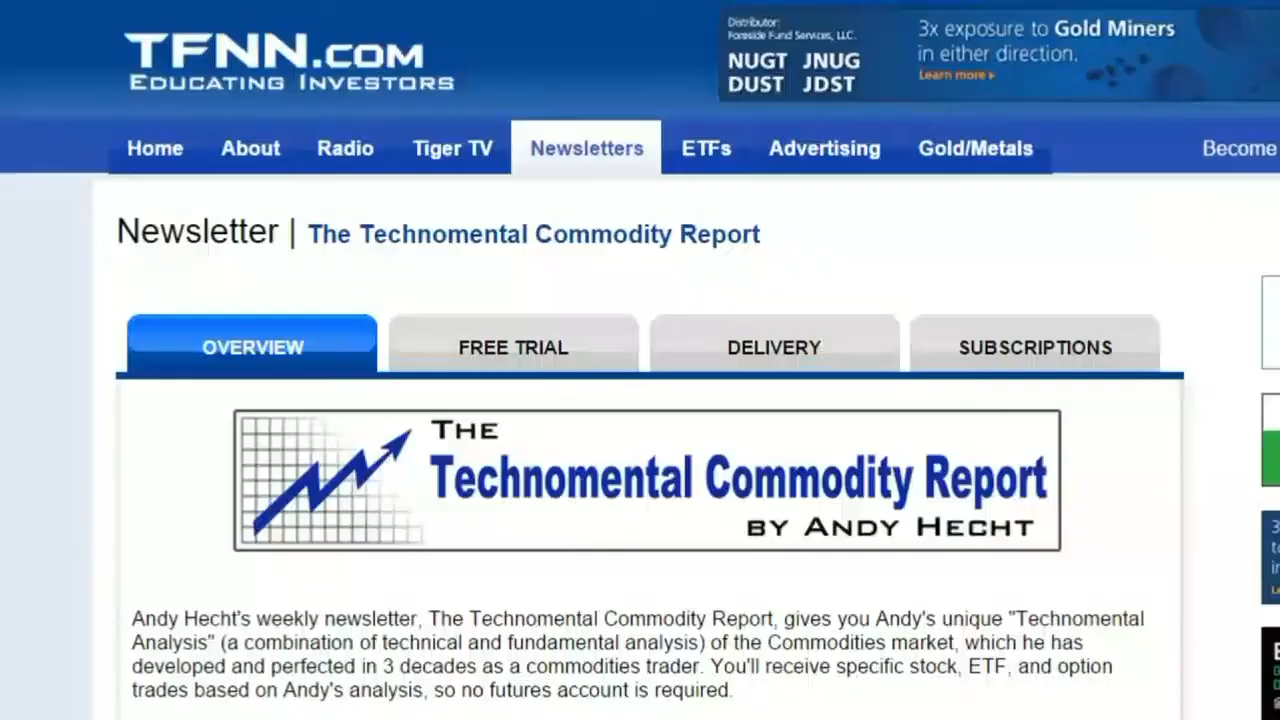 TFNN.COM
EDUCATING INVESTORS
Distributor:
Foreside Fund Services, LLC.
NUGT JNUG
DUST JDST
3x exposure to Gold Miners
in either direction.
Learn more
Home About Radio Tiger TV Newsletters ETFs Advertising Gold/Metals Become
Newsletter | The Technomental Commodity Report
OVERVIEW FREE TRIAL DELIVERY SUBSCRIPTIONS
THE
Technomental Commodity Report
BY ANDY HECHT
Andy Hecht's weekly newsletter, The Technomental Commodity Report, gives you Andy's unique "Technomental
Analysis" (a combination of technical and fundamental analysis) of the Commodities market, which he has
developed and perfected in 3 decades as a commodities trader. You'll receive specific stock, ETF, and option
trades based on Andy's analysis, so no futures account is required.